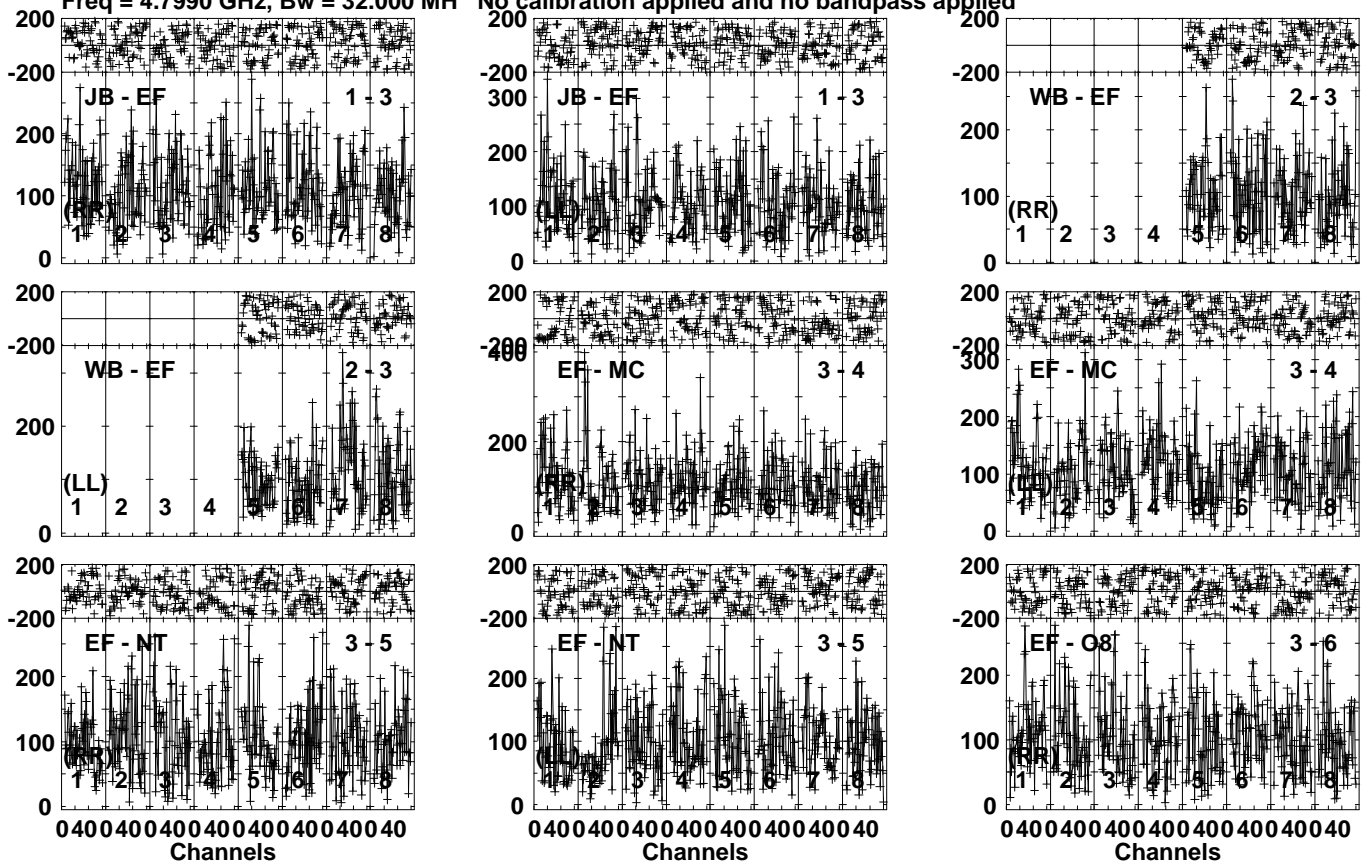 Freq = 4.7990 GHz, Bw = 32.000 MH No calibration applied and no bandpass applied
200
-200
JB - EF 1 - 3
200
100
0
(RR)
1 2 3 4 5 6 7 8
200
-200
JB - EF 1 - 3
300
200
100
0
(LL)
1 2 3 4 5 6 7 8
200
-200
WB - EF 2 - 3
200
100
0
(RR)
1 2 3 4 5 6 7 8
200
-200
WB - EF 2 - 3
200
0
(LL)
1 2 3 4 5 6 7 8
200
-200
400
EF - MC 3 - 4
200
0
(RR)
1 2 3 4 5 6 7 8
200
-200
300
EF - MC 3 - 4
200
100
0
(LL)
1 2 3 4 5 6 7 8
200
-200
EF - NT 3 - 5
200
100
0
(RR)
1 2 3 4 5 6 7 8
0 40 0 40 0 40 0 40 0 40 0 40 0 40 0 40
Channels
200
-200
EF - NT 3 - 5
200
100
0
(LL)
1 2 3 4 5 6 7 8
0 40 0 40 0 40 0 40 0 40 0 40 0 40 0 40
Channels
200
-200
EF - O8 3 - 6
200
100
0
(RR)
1 2 3 4 5 6 7 8
0 40 0 40 0 40 0 40 0 40 0 40 0 40 0 40
Channels